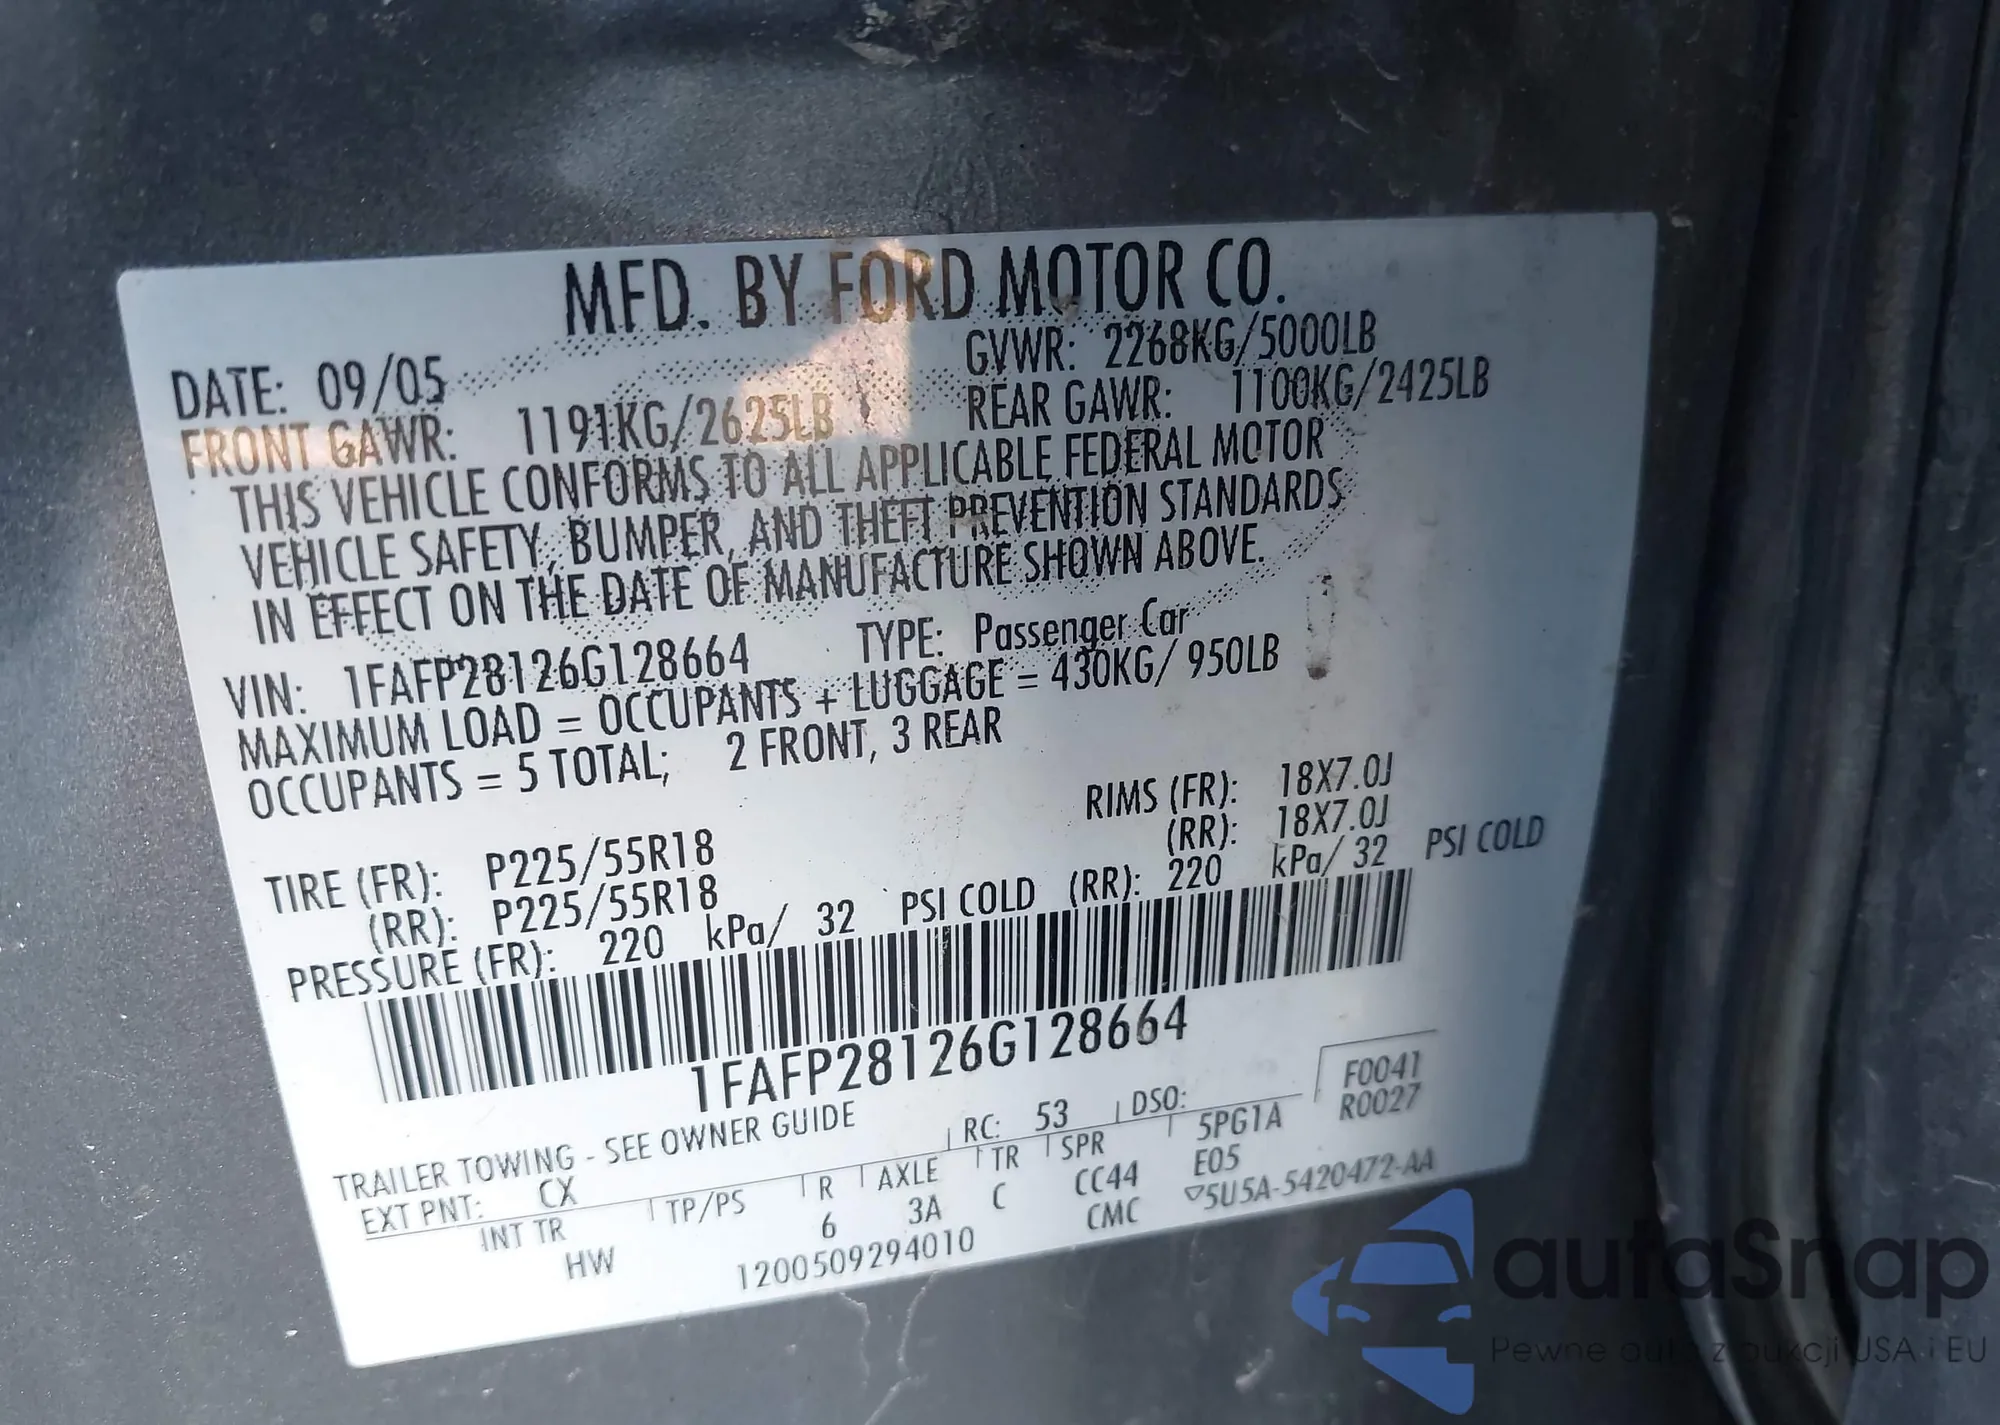 MFD. BY FORD MOTOR CO.
DATE: 09/05 GVWR: 2268KG/5000LB
FRONT GAWR: 1191KG/2625LB REAR GAWR: 1100KG/2425LB
THIS VEHICLE CONFORMS TO ALL APPLICABLE FEDERAL MOTOR
VEHICLE SAFETY, BUMPER, AND THEFT PREVENTION STANDARDS
IN EFFECT ON THE DATE OF MANUFACTURE SHOWN ABOVE.
VIN: 1FAFP28126G128664 TYPE: Passenger Car
MAXIMUM LOAD = OCCUPANTS + LUGGAGE = 430KG/ 950LB
OCCUPANTS = 5 TOTAL; 2 FRONT, 3 REAR
TIRE (FR): P225/55R18 RIMS (FR): 18X7.0J
(RR): P225/55R18 (RR): 18X7.0J
PRESSURE (FR): 220 kPa/ 32 PSI COLD (RR): 220 kPa/ 32 PSI COLD
1FAFP28126G128664
F0041
R0027
TRAILER TOWING - SEE OWNER GUIDE
EXT PNT: CX RC: 53 DSO:
INT TR TP/PS R AXLE TR SPR 5PG1A
HW 6 3A C CC44 E05
1200509294010 CMC ▽5U5A-5420472-AA
autaSnap
Pewne auta z aukcji USA i EU